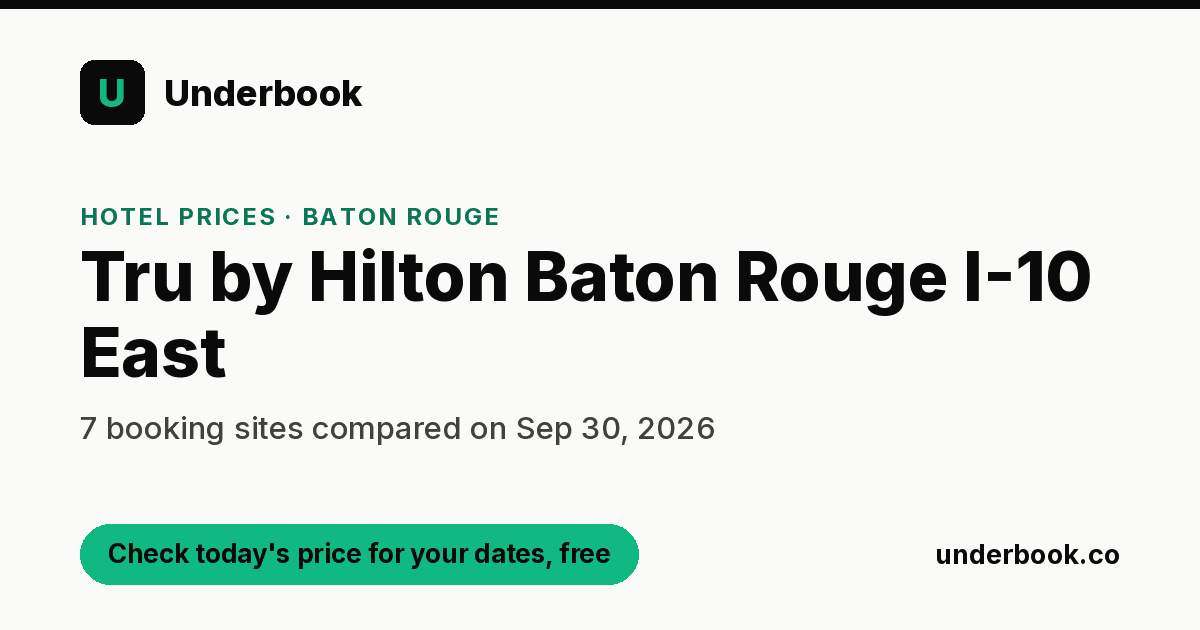 U Underbook
HOTEL PRICES · BATON ROUGE
Tru by Hilton Baton Rouge I-10
East
7 booking sites compared on Sep 30, 2026
Check today's price for your dates, free
underbook.co